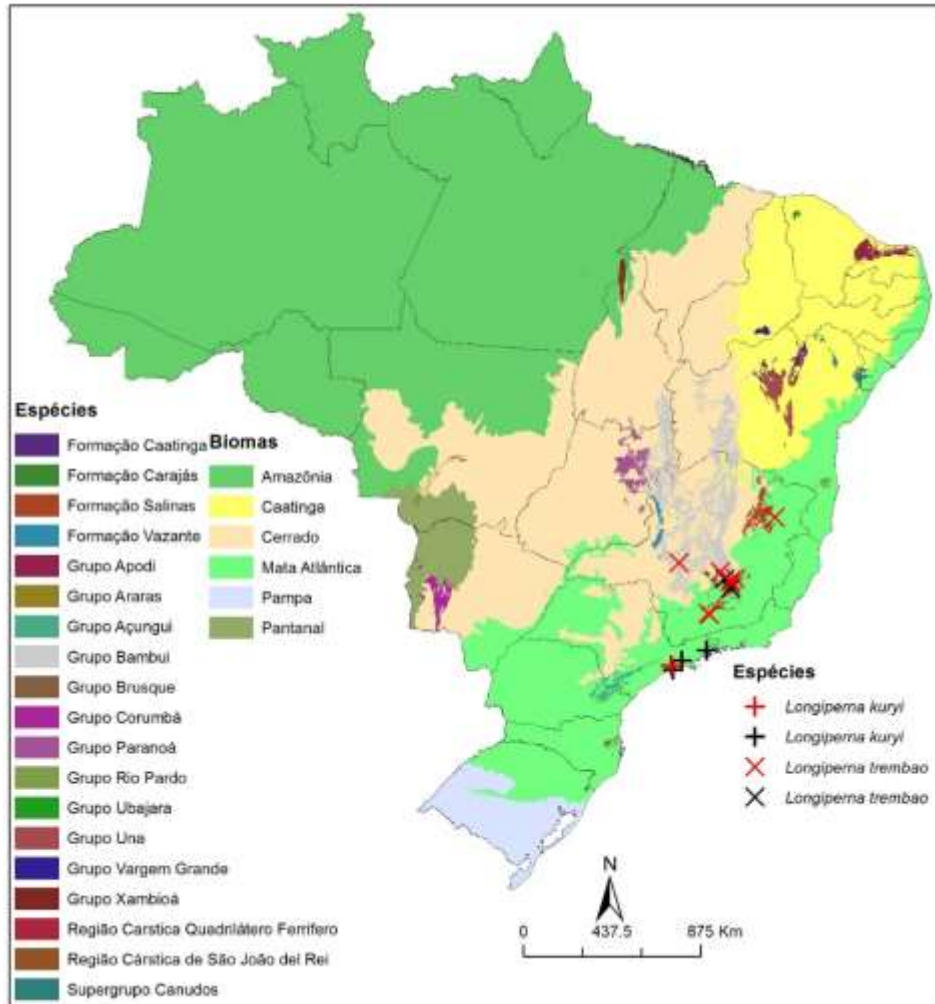 Espécies
Formação Caatinga
Formação Carajás
Formação Salinas
Formação Vazante
Grupo Apodi
Grupo Araras
Grupo Açungui
Grupo Bambuí
Grupo Brusque
Grupo Corumbá
Grupo Paranoá
Grupo Rio Pardo
Grupo Ubajara
Grupo Una
Grupo Vargem Grande
Grupo Xambioá
Região Carstica Quadrilátero Ferrífero
Região Cárstica de São João del Rei
Supergrupo Canudos
Biomas
Amazônia
Caatinga
Cerrado
Mata Atlântica
Pampa
Pantanal
Espécies
Longiperna kuryi
Longiperna kuryi
Longiperna trembao
Longiperna trembao
N
0 437.5 875 Km